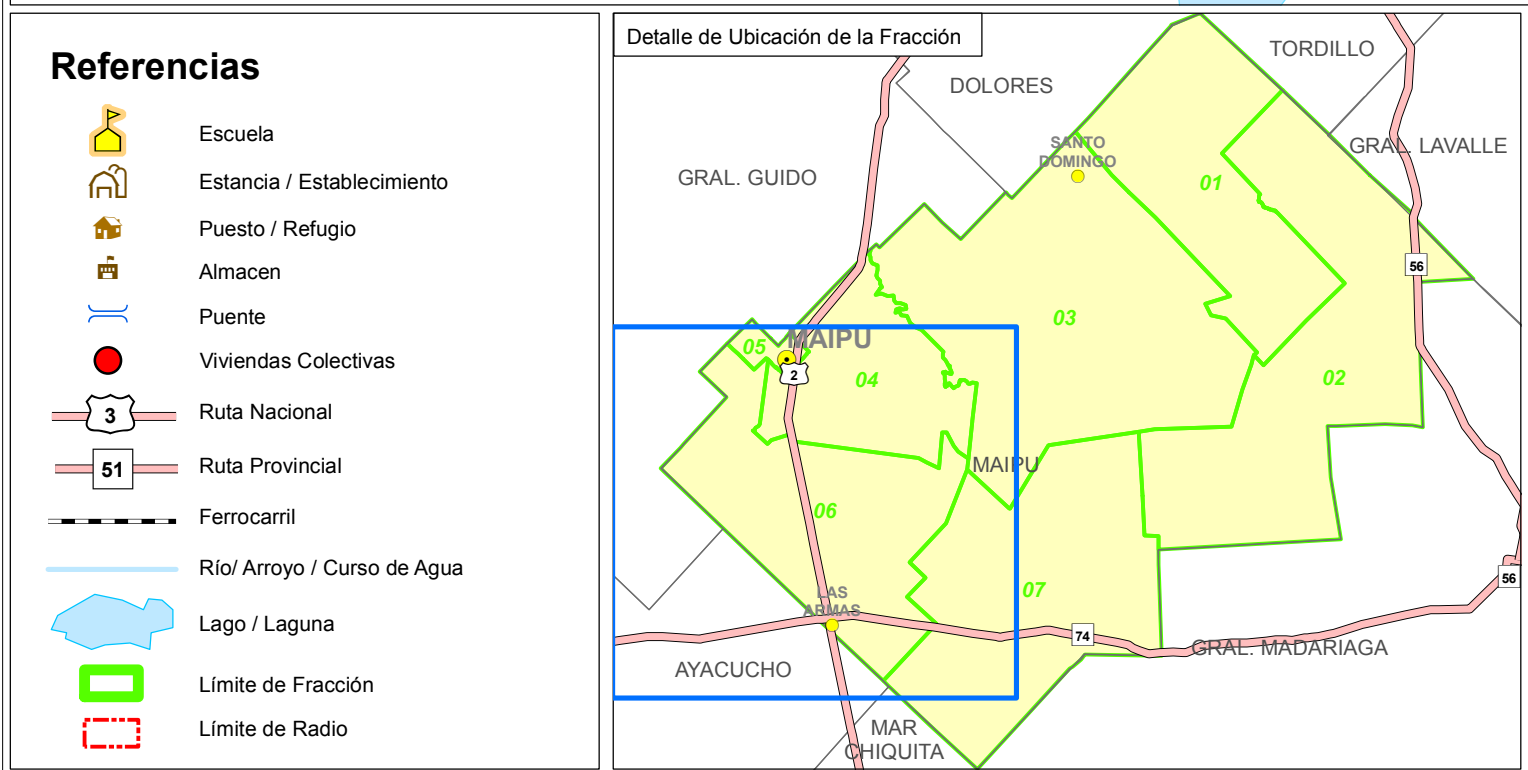 Referencias
Escuela
Estancia / Establecimiento
Puesto / Refugio
Almacen
Puente
Viviendas Colectivas
3
Ruta Nacional
51
Ruta Provincial
Ferrocarril
Río/ Arroyo / Curso de Agua
Lago / Laguna
Límite de Fracción
Límite de Radio
Detalle de Ubicación de la Fracción
TORDILLO
DOLORES
SANTO
DOMINGO
GRAL. LAVALLE
GRAL. GUIDO
01
56
03
MAIPU
05
2
04
02
MAIPU
06
07
LAS
ARMAS
56
74
GRAL. MADARIAGA
AYACUCHO
MAR
CHIQUITA